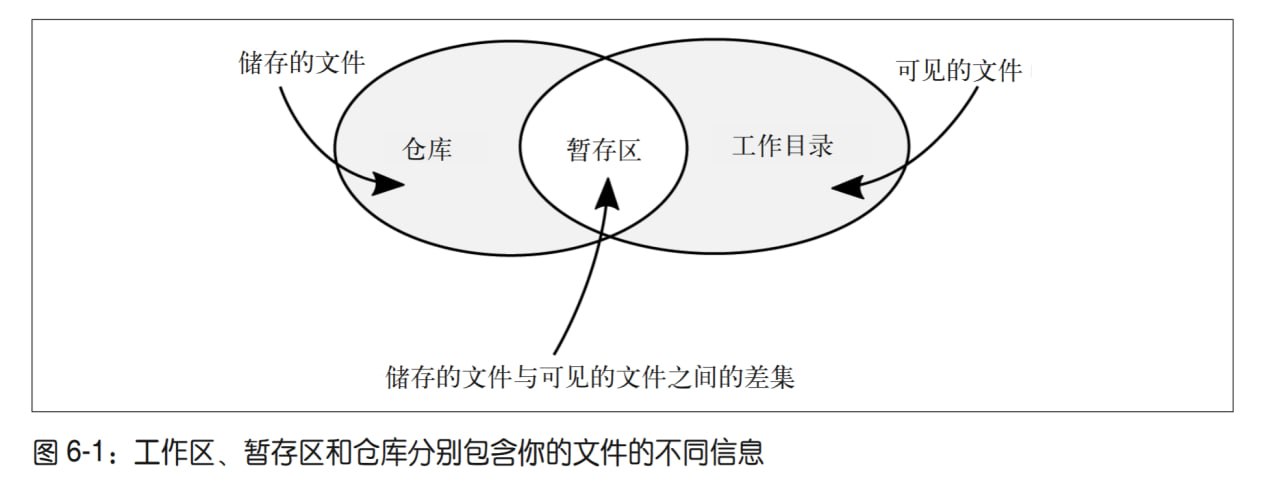 储存的文件
可见的文件
仓库
暂存区
工作目录
储存的文件与可见的文件之间的差集
图 6-1：工作区、暂存区和仓库分别包含你的文件的不同信息